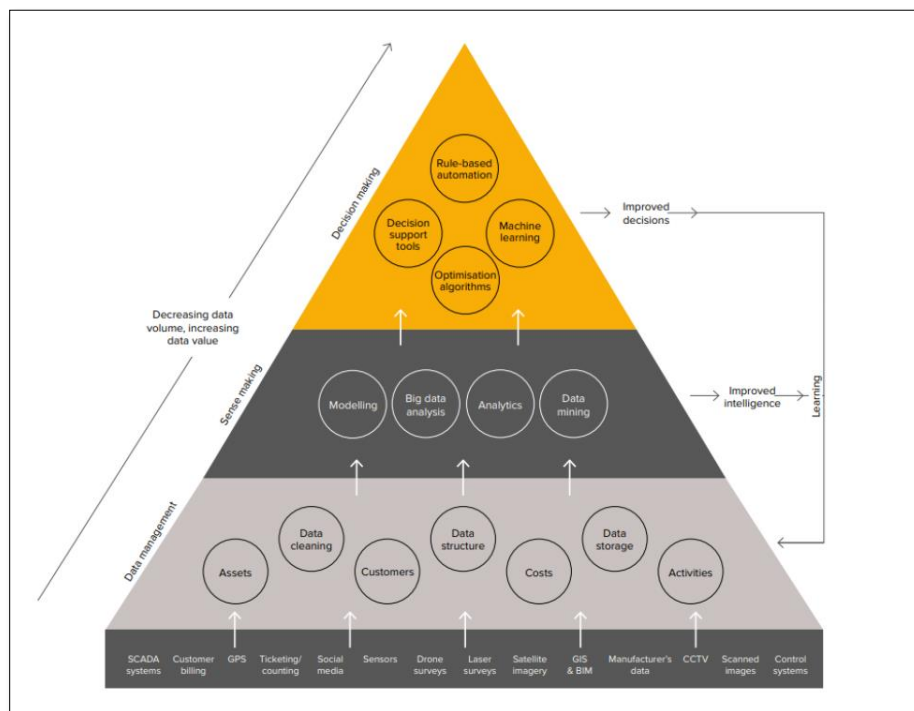 Rule-based
automation
Decision
support
tools
Machine
learning
Optimisation
algorithms
Decision making
Improved
decisions
Decreasing data
volume, increasing
data value
Sense making
Modelling
Big data
analysis
Analytics
Data
mining
Improved
intelligence
Learning
Data management
Assets
Data
cleaning
Customers
Data
structure
Costs
Data
storage
Activities
SCADA
systems
Customer
billing
GPS
Ticketing/
counting
Social
media
Sensors
Drone
surveys
Laser
surveys
Satellite
imagery
GIS
& BIM
Manufacturer's
data
CCTV
Scanned
images
Control
systems